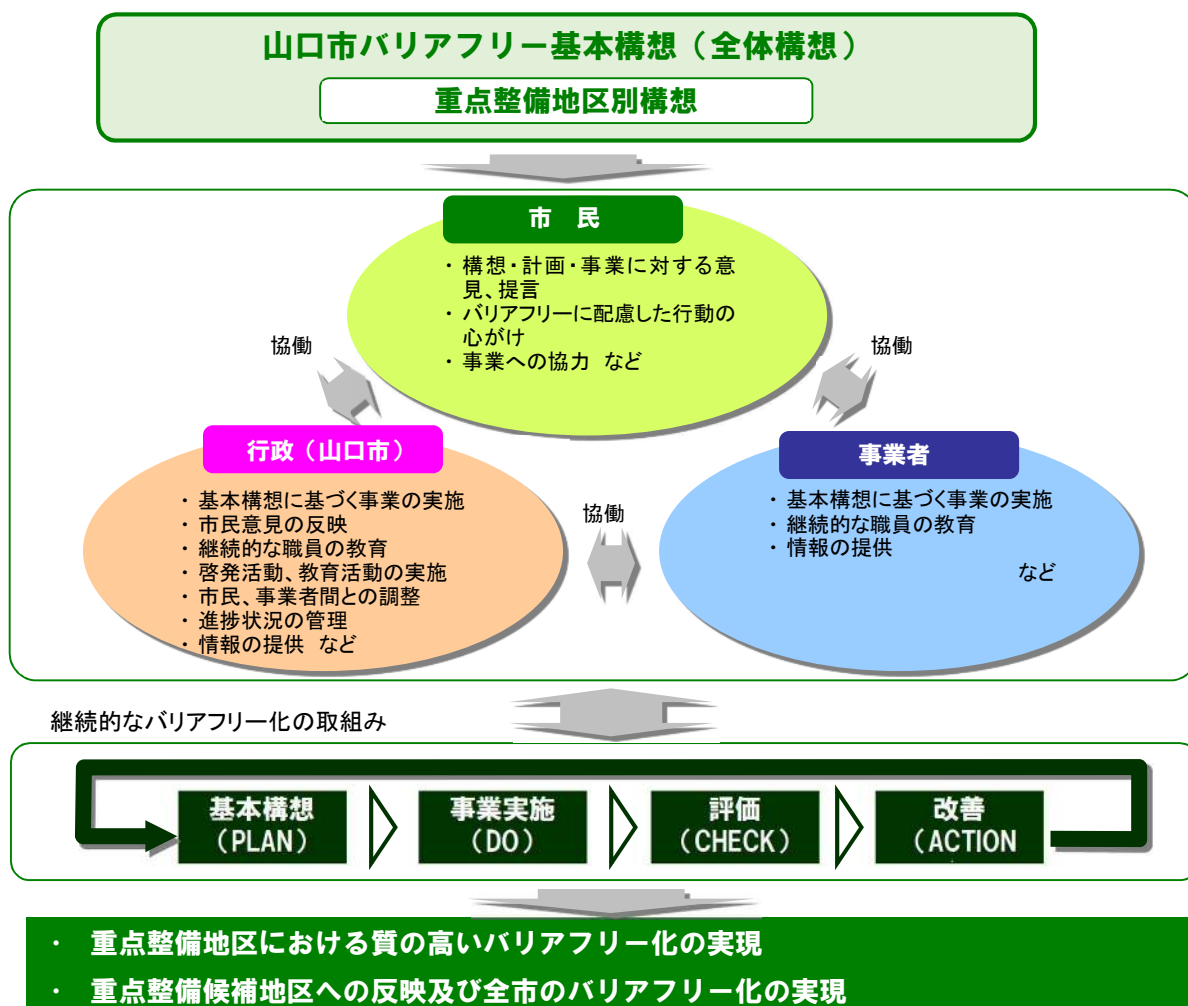 山口市バリアフリー基本構想（全体構想）
重点整備地区別構想
市　民
・ 構想・計画・事業に対する意
見、提言
・ バリアフリーに配慮した行動の
心がけ
・ 事業への協力 など
協働
協働
行政（山口市）
・ 基本構想に基づく事業の実施
・ 市民意見の反映
・ 継続的な職員の教育
・ 啓発活動、教育活動の実施
・ 市民、事業者間との調整
・ 進捗状況の管理
・ 情報の提供 など
協働
事業者
・ 基本構想に基づく事業の実施
・ 継続的な職員の教育
・ 情報の提供
など
継続的なバリアフリー化の取組み
基本構想
（PLAN）
事業実施
（DO）
評価
（CHECK）
改善
（ACTION
・ 重点整備地区における質の高いバリアフリー化の実現
・ 重点整備候補地区への反映及び全市のバリアフリー化の実現